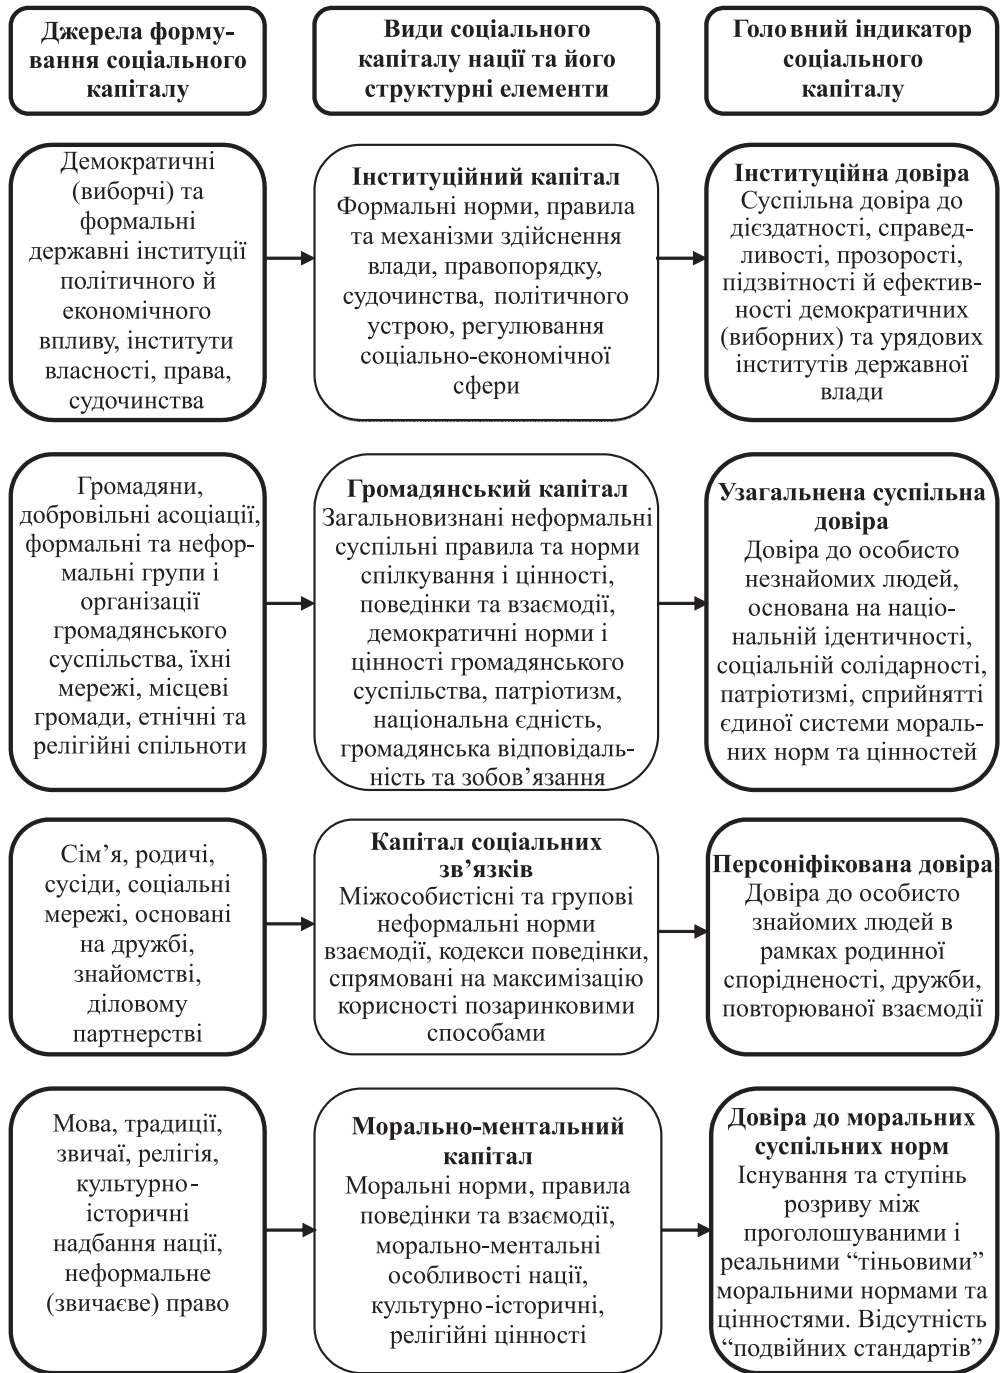 Джерела форму-
вання соціального
капіталу
Види соціального
капіталу нації та його
структурні елементи
Головний індикатор
соціального
капіталу
Демократичні
(виборчі) та
формальні
державні інституції
політичного й
економічного
впливу, інститути
власності, права,
судочинства
Інституційний капітал
Формальні норми, правила
та механізми здійснення
влади, правопорядку,
судочинства, політичного
устрою, регулювання
соціально-економічної
сфери
Інституційна довіра
Суспільна довіра до
дієздатності, справед-
ливості, прозорості,
підзвітності й ефектив-
ності демократичних
(виборних) та урядових
інститутів державної
влади
Громадяни,
добровільні асоціації,
формальні та нефор-
мальні групи і
організації
громадянського
суспільства, їхні
мережі, місцеві
громади, етнічні та
релігійні спільноти
Громадянський капітал
Загальновизнані неформальні
суспільні правила та норми
спілкування і цінності,
поведінки та взаємодії,
демократичні норми і
цінності громадянського
суспільства, патріотизм,
національна єдність,
громадянська відповідаль-
ність та зобов’язання
Узагальнена суспільна
довіра
Довіра до особисто
незнайомих людей,
основана на націо-
нальній ідентичності,
соціальній солідарності,
патріотизмі, сприйнятті
єдиної системи мораль-
них норм та цінностей
Сім’я, родичі,
сусіди, соціальні
мережі, основані
на дружбі,
знайомстві,
діловому
партнерстві
Капітал соціальних
зв’язків
Міжособистісні та групові
неформальні норми
взаємодії, кодекси поведінки,
спрямовані на максимізацію
корисності позаринковими
способами
Персоніфікована довіра
Довіра до особисто
знайомих людей в
рамках родинної
спорідненості, дружби,
повторюваної взаємодії
Мова, традиції,
звичаї, релігія,
культурно-
історичні
надбання нації,
неформальне
(звичаєве) право
Морально-ментальний
капітал
Моральні норми, правила
поведінки та взаємодії,
морально-ментальні
особливості нації,
культурно-історичні,
релігійні цінності
Довіра до моральних
суспільних норм
Існування та ступінь
розриву між
проголошуваними і
реальними “тіньовими”
моральними нормами та
цінностями. Відсутність
“подвійних стандартів”